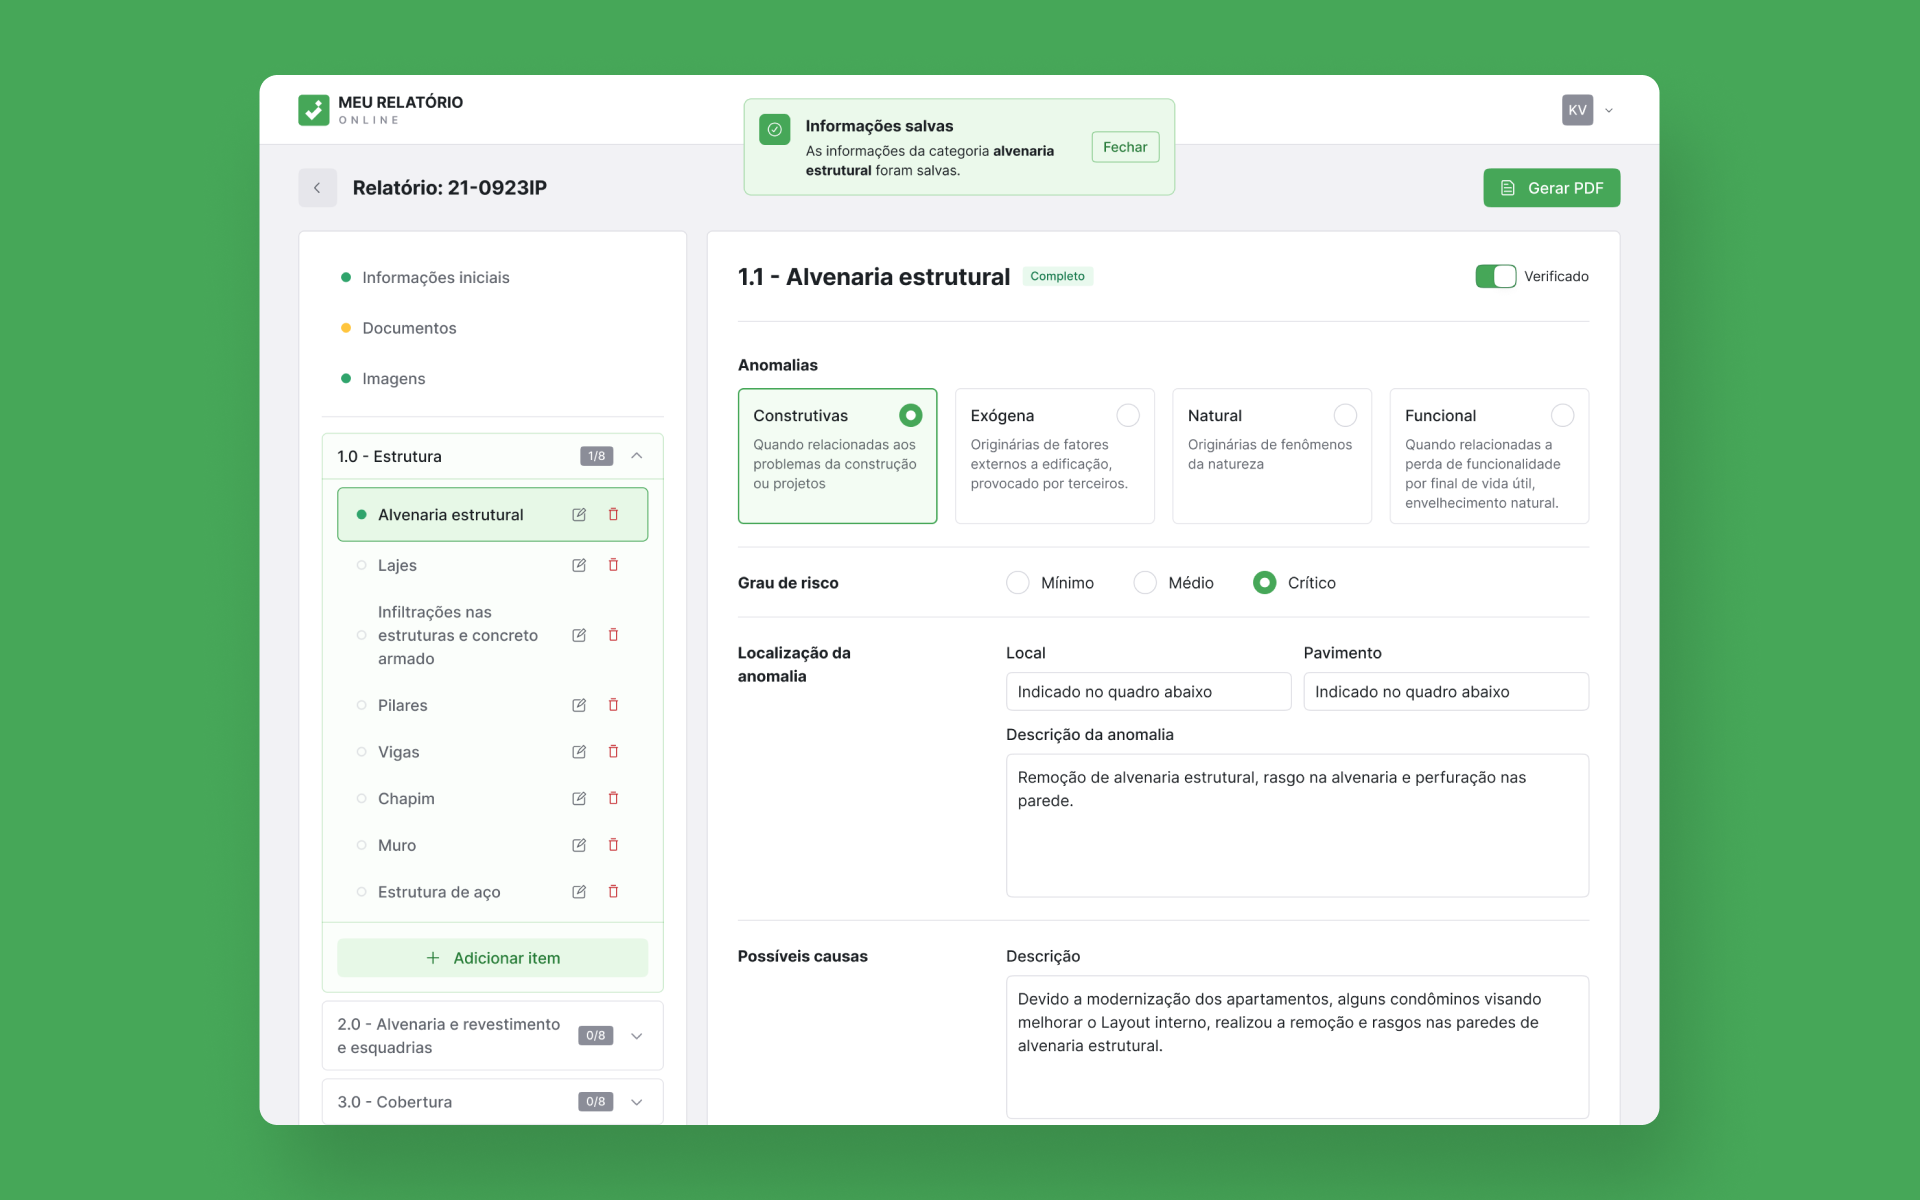 MEU RELATÓRIO
ONLINE
Informações salvas
As informações da categoria alvenaria
estrutural foram salvas.
Fechar
KV
Relatório: 21-0923IP
Gerar PDF
Informações iniciais
Documentos
Imagens
1.0 - Estrutura
1/8
Alvenaria estrutural
Lajes
Infiltrações nas
estruturas e concreto
armado
Pilares
Vigas
Chapim
Muro
Estrutura de aço
+ Adicionar item
2.0 - Alvenaria e revestimento
e esquadrias
0/8
3.0 - Cobertura
0/8
1.1 - Alvenaria estrutural
Completo
Verificado
Anomalias
Construtivas
Quando relacionadas aos
problemas da construção
ou projetos
Exógena
Originárias de fatores
externos a edificação,
provocado por terceiros.
Natural
Originárias de fenômenos
da natureza
Funcional
Quando relacionadas a
perda de funcionalidade
por final de vida útil,
envelhecimento natural.
Grau de risco
Mínimo
Médio
Crítico
Localização da
anomalia
Local
Indicado no quadro abaixo
Pavimento
Indicado no quadro abaixo
Descrição da anomalia
Remoção de alvenaria estrutural, rasgo na alvenaria e perfuração nas
parede.
Possíveis causas
Descrição
Devido a modernização dos apartamentos, alguns condôminos visando
melhorar o Layout interno, realizou a remoção e rasgos nas paredes de
alvenaria estrutural.